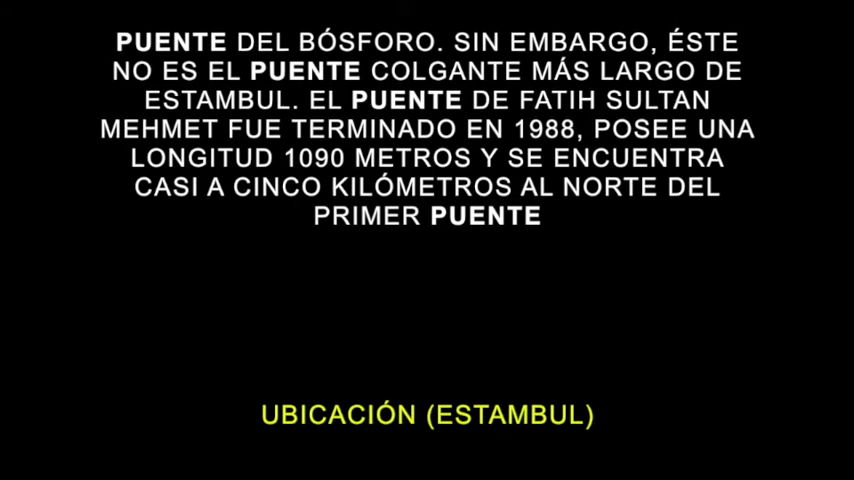 PUENTE DEL BÓSFORO. SIN EMBARGO, ÉSTE
NO ES EL PUENTE COLGANTE MÁS LARGO DE
ESTAMBUL. EL PUENTE DE FATIH SULTAN
MEHMET FUE TERMINADO EN 1988, POSEE UNA
LONGITUD 1090 METROS Y SE ENCUENTRA
CASI A CINCO KILÓMETROS AL NORTE DEL
PRIMER PUENTE
UBICACIÓN (ESTAMBUL)